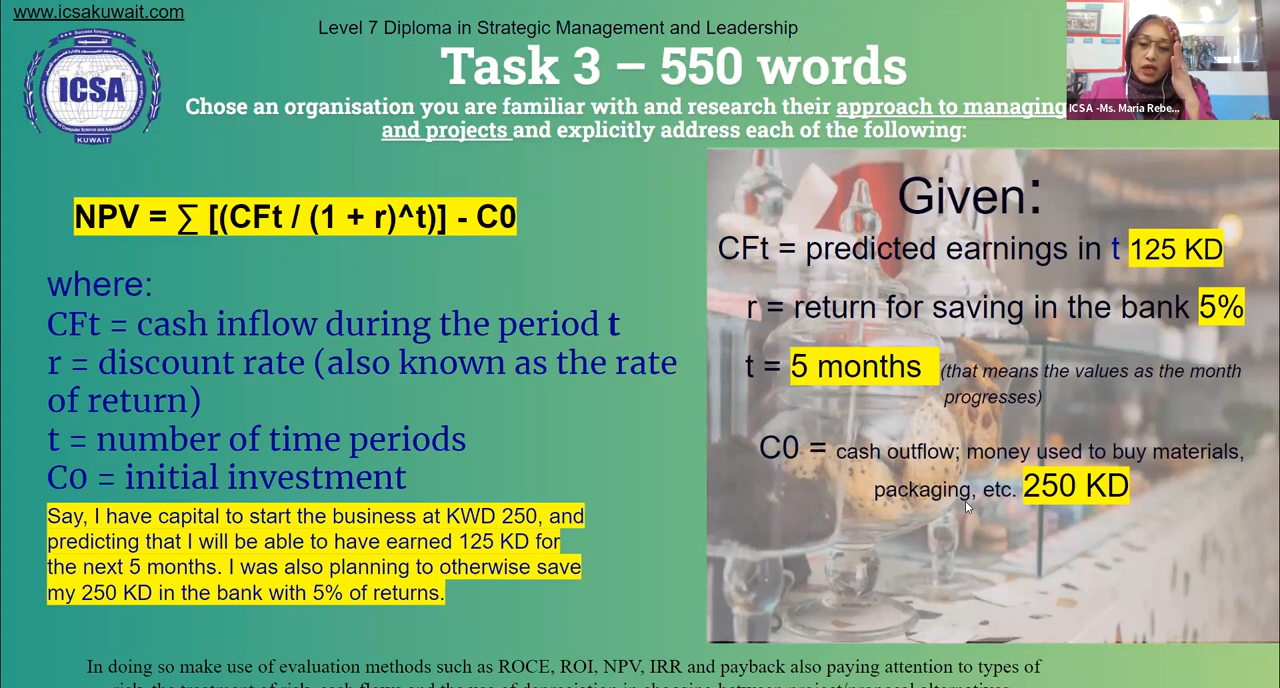 www.icsakuwait.com
Level 7 Diploma in Strategic Management and Leadership
Task 3 – 550 words
Chose an organisation you are familiar with and research their approach to managing
and projects and explicitly address each of the following:
ICSA -Ms. Maria Rebe...
ICSA
KUWAIT
NPV = ∑ [(CFt / (1 + r)^t)] - C0
where:
CFt = cash inflow during the period t
r = discount rate (also known as the rate
of return)
t = number of time periods
C0 = initial investment
Say, I have capital to start the business at KWD 250, and
predicting that I will be able to have earned 125 KD for
the next 5 months. I was also planning to otherwise save
my 250 KD in the bank with 5% of returns.
Given:
CFt = predicted earnings in t 125 KD
r = return for saving in the bank 5%
t = 5 months (that means the values as the month
progresses)
C0 = cash outflow; money used to buy materials,
packaging, etc. 250 KD
In doing so make use of evaluation methods such as ROCE, ROI, NPV, IRR and payback also paying attention to types of